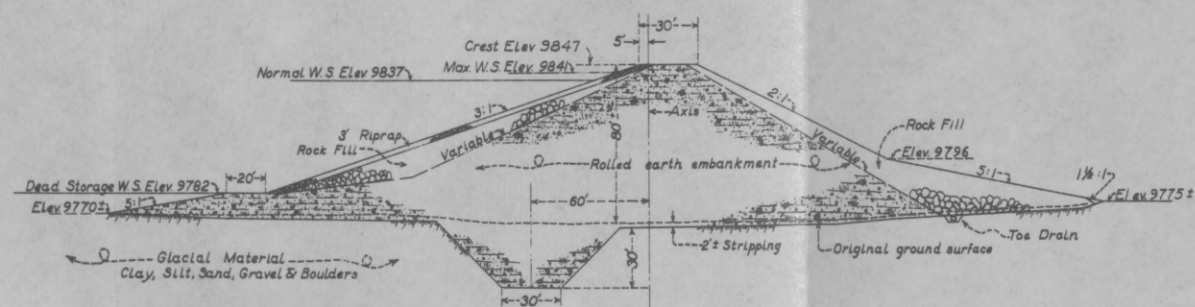 30'
5'
Crest Elev 9847
Max. W.S. Elev 9841
Normal W.S. Elev 9837
3:1
2:1
Axis
80'±
3' Riprap
Rock Fill
Variable
Variable
Rock Fill
Elev. 9796
Rolled earth embankment
5:1
1½:1
20'
Dead Storage W.S. Elev 9782
5:1
Elev 9770±
60'
Elev. 9775±
Toe Drain
2'± Stripping
Original ground surface
30'
Glacial Material
Clay, Silt, Sand, Gravel & Boulders
30'